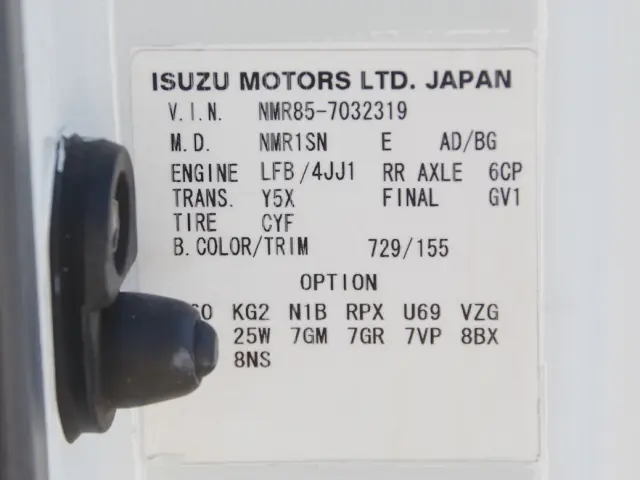 ISUZU MOTORS LTD. JAPAN
V.I.N. NMR85-7032319
M.D. NMR1SN E AD/BG
ENGINE LFB/4JJ1 RR AXLE 6CP
TRANS. Y5X FINAL GV1
TIRE CYF
B.COLOR/TRIM 729/155
OPTION
KG2 N1B RPX U69 VZG
25W 7GM 7GR 7VP 8BX
8NS